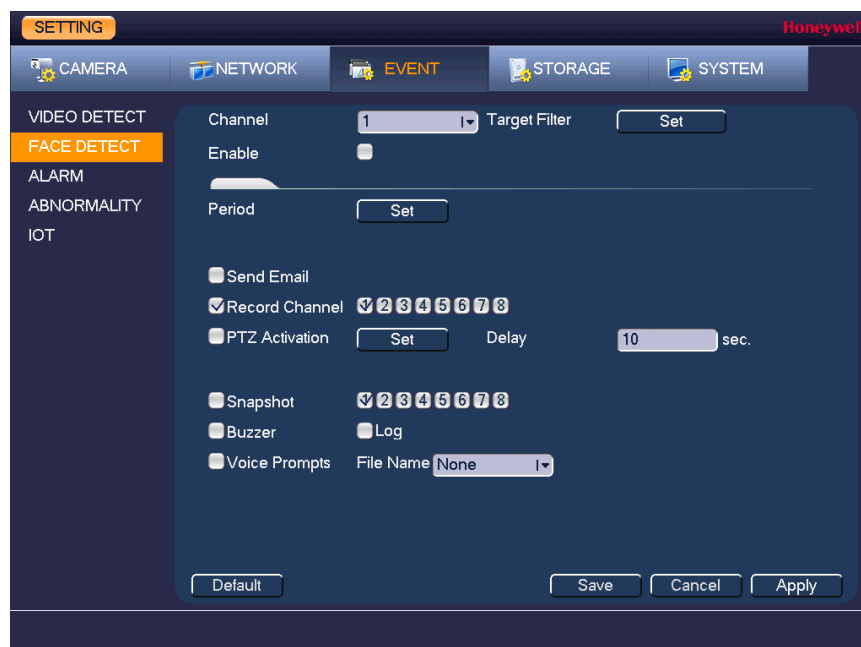 SETTING
Honeywel
CAMERA NETWORK EVENT STORAGE SYSTEM
VIDEO DETECT
FACE DETECT
ALARM
ABNORMALITY
IOT
Channel 1 Target Filter Set
Enable
Period Set
Send Email
Record Channel 1 2 3 4 5 6 7 8
PTZ Activation Set Delay 10 sec.
Snapshot 1 2 3 4 5 6 7 8
Buzzer Log
Voice Prompts File Name None
Default Save Cancel Apply